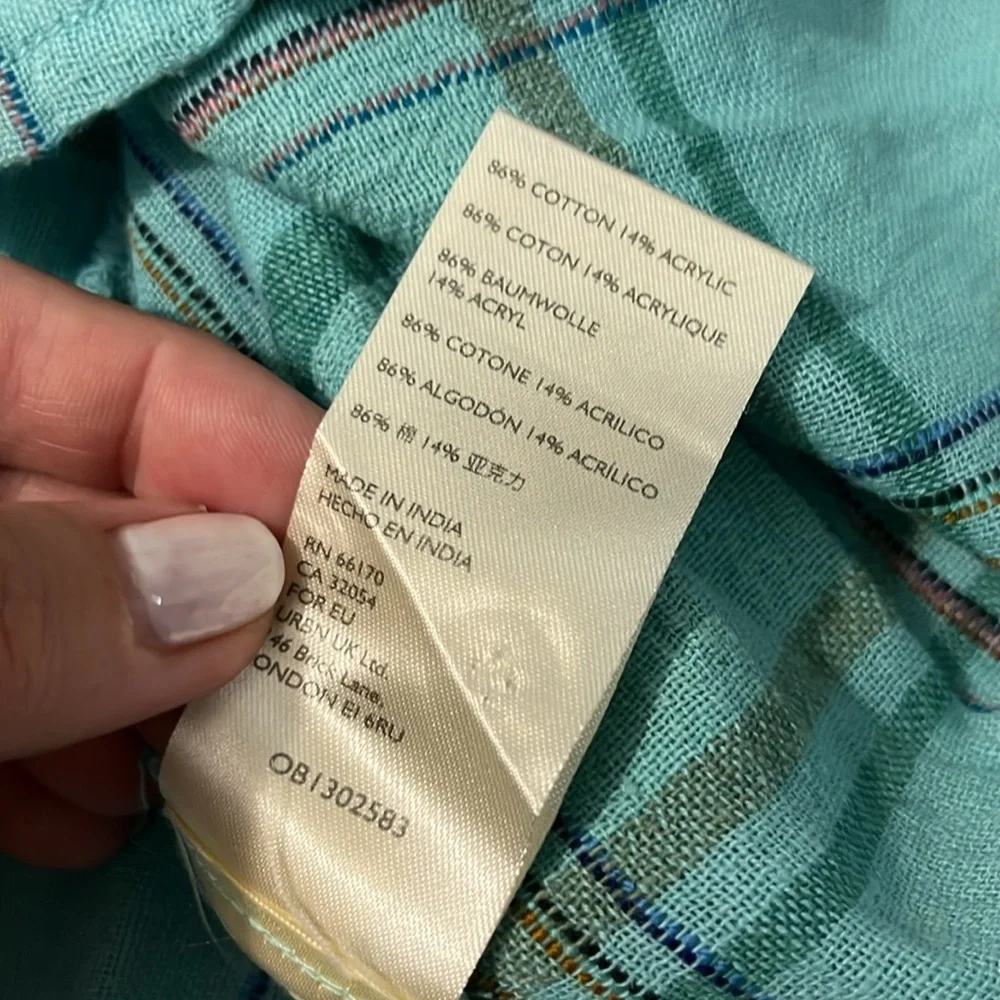 86% COTTON 14% ACRYLIC
86% COTON 14% ACRYLIQUE
86% BAUMWOLLE
14% ACRYL
86% COTONE 14% ACRILICO
86% ALGODÓN 14% ACRÍLICO
86% 棉 14% 亚克力
MADE IN INDIA
HECHO EN INDIA
RN 66170
CA 32054
FOR EU
URBN UK Ltd.
46 Brick Lane,
ONDON E1 6RU
OB1302583